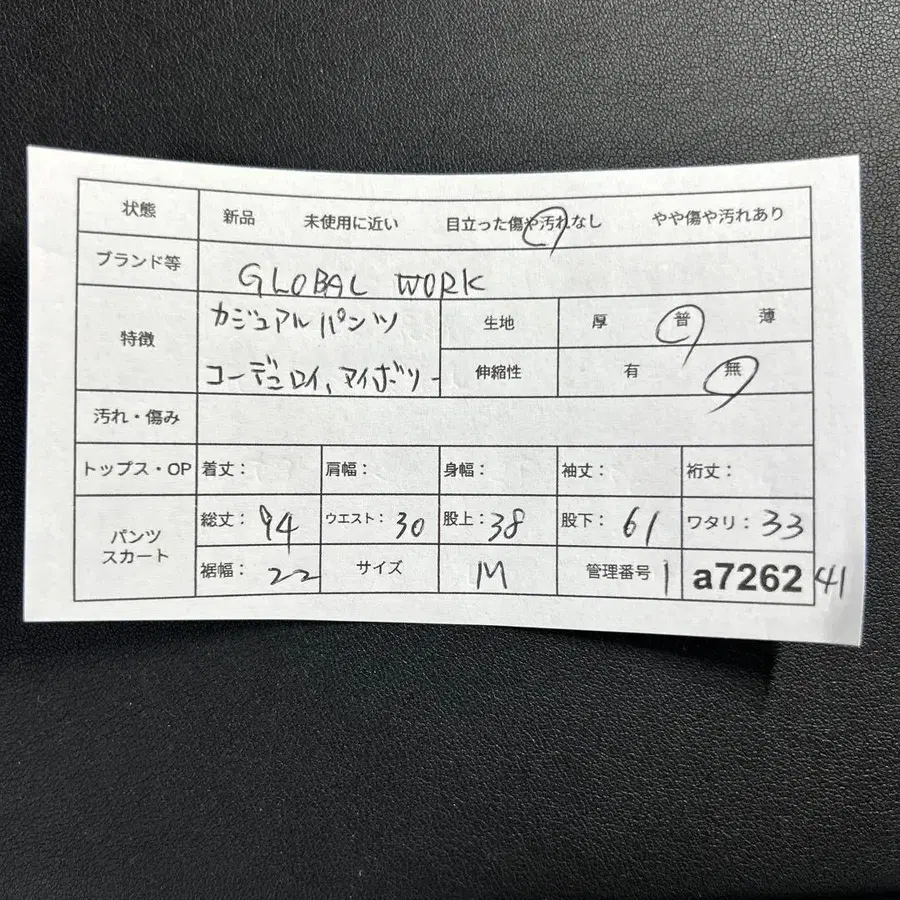 状態 新品 未使用に近い 目立った傷や汚れなし やや傷や汚れあり
ブランド等 GLOBAL WORK
特徴 カジュアルパンツ 生地 厚 普 薄
コーデュロイ、アイボリー 伸縮性 有 無
汚れ・傷み
トップス・OP 着丈: 肩幅: 身幅: 袖丈: 裄丈:
パンツ スカート 総丈: 94 ウエスト: 30 股上: 38 股下: 61 ワタリ: 33
裾幅: 22 サイズ M 管理番号 1 a7262 41